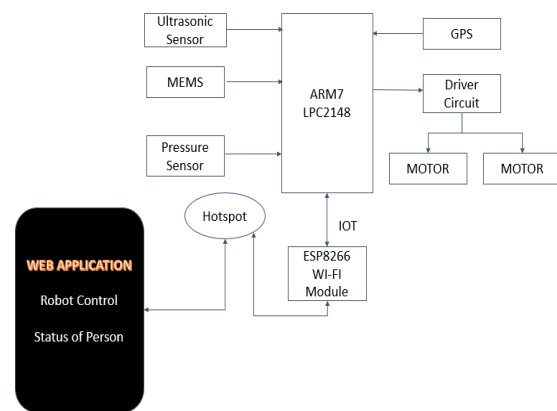 Ultrasonic
Sensor
MEMS
Pressure
Sensor
ARM7
LPC2148
GPS
Driver
Circuit
MOTOR
MOTOR
Hotspot
IOT
ESP8266
WI-FI
Module
WEB APPLICATION
Robot Control
Status of Person